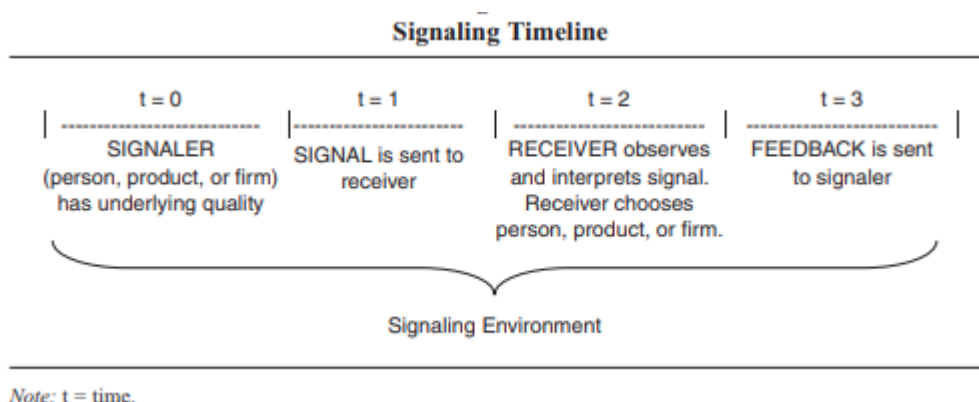 Signaling Timeline
t = 0 t = 1 t = 2 t = 3
SIGNALER
(person, product, or firm)
has underlying quality
SIGNAL is sent to
receiver
RECEIVER observes
and interprets signal.
Receiver chooses
person, product, or firm.
FEEDBACK is sent
to signaler
Signaling Environment
Note: t = time.